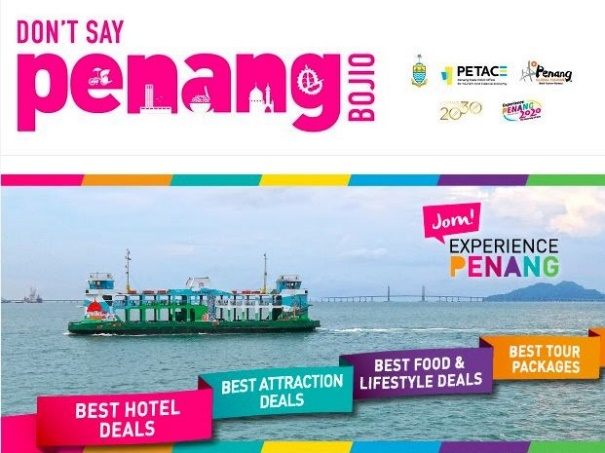 DON'T SAY
penang
BOJIO
PETACE
Penang
2030
Experience
PENANG
2020
Jom!
EXPERIENCE
PENANG
BEST HOTEL
DEALS
BEST ATTRACTION
DEALS
BEST FOOD &
LIFESTYLE DEALS
BEST TOUR
PACKAGES